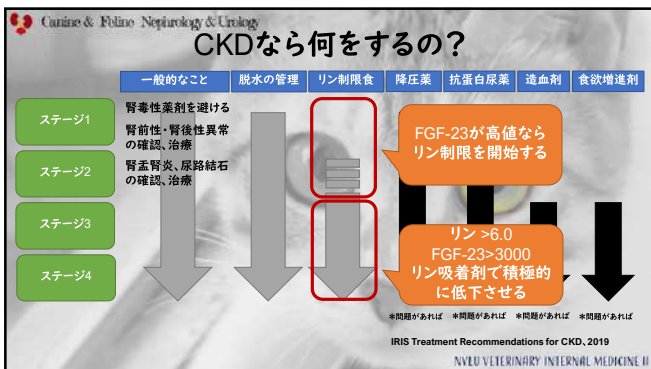 Canine & Feline Nephrology & Urology
CKDなら何をするの？
一般的なこと
脱水の管理
リン制限食
降圧薬
抗蛋白尿薬
造血剤
食欲増進剤
ステージ1
腎毒性薬剤を避ける
腎前性・腎後性異常
の確認、治療
FGF-23が高値なら
リン制限を開始する
ステージ2
腎盂腎炎、尿路結石
の確認、治療
ステージ3
リン >6.0
FGF-23>3000
リン吸着剤で積極的
に低下させる
ステージ4
*問題があれば
*問題があれば
*問題があれば
*問題があれば
IRIS Treatment Recommendations for CKD、2019
NVLU VETERINARY INTERNAL MEDICINE II